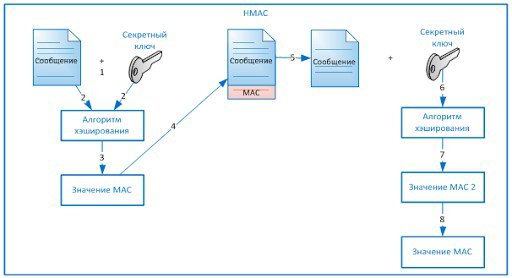 HMAC
Сообщение
+
1
Секретный
ключ
2
2
Алгоритм
хэширования
3
Значение MAC
4
Сообщение
MAC
5
Сообщение
+
Секретный
ключ
6
Алгоритм
хэширования
7
Значение MAC 2
8
Значение MAC